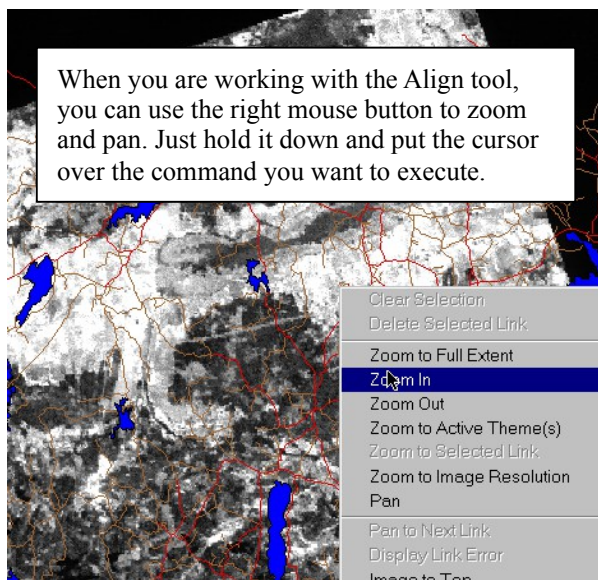 When you are working with the Align tool,
you can use the right mouse button to zoom
and pan. Just hold it down and put the cursor
over the command you want to execute.
Clear Selection
Delete Selected Link
Zoom to Full Extent
Zoom In
Zoom Out
Zoom to Active Theme(s)
Zoom to Selected Link
Zoom to Image Resolution
Pan
Pan to Next Link
Display Link Error
Image to Top